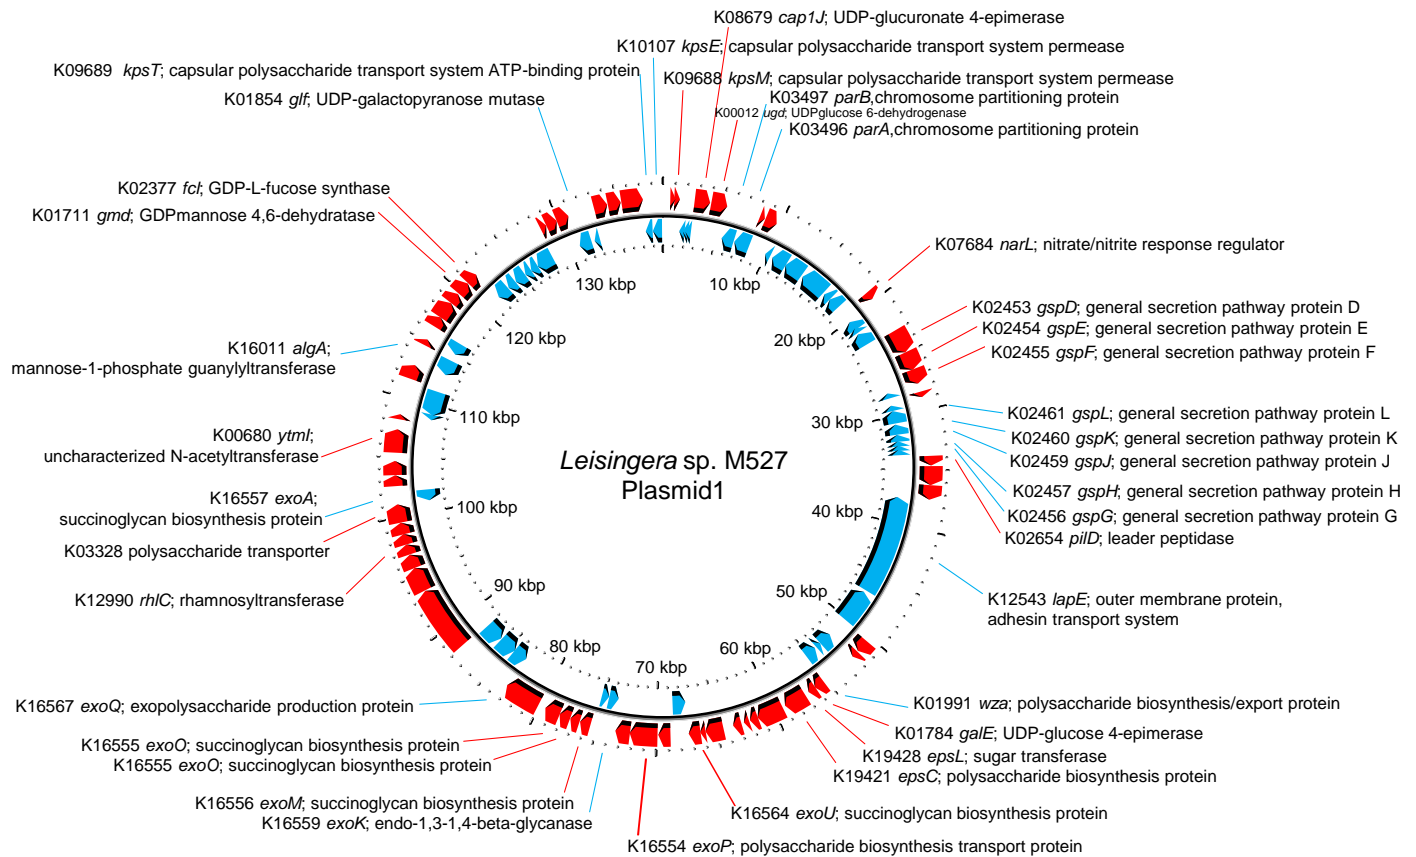 K08679 cap1J; UDP-glucuronate 4-epimerase
K10107 kpsE; capsular polysaccharide transport system permease
K09689 kpsT; capsular polysaccharide transport system ATP-binding protein
K09688 kpsM; capsular polysaccharide transport system permease
K01854 glf; UDP-galactopyranose mutase
K03497 parB,chromosome partitioning protein
K00012 ugd; UDPglucose 6-dehydrogenase
K03496 parA,chromosome partitioning protein
K02377 fcl; GDP-L-fucose synthase
K01711 gmd; GDPmannose 4,6-dehydratase
K07684 narL; nitrate/nitrite response regulator
130 kbp
10 kbp
K02453 gspD; general secretion pathway protein D
K02454 gspE; general secretion pathway protein E
K02455 gspF; general secretion pathway protein F
120 kbp
20 kbp
K16011 algA;
mannose-1-phosphate guanylyltransferase
110 kbp
30 kbp
K02461 gspL; general secretion pathway protein L
K02460 gspK; general secretion pathway protein K
K02459 gspJ; general secretion pathway protein J
K00680 ytmI;
uncharacterized N-acetyltransferase
Leisingera sp. M527
Plasmid1
K02457 gspH; general secretion pathway protein H
K02456 gspG; general secretion pathway protein G
K02654 pilD; leader peptidase
K16557 exoA;
succinoglycan biosynthesis protein
100 kbp
40 kbp
K03328 polysaccharide transporter
K12990 rhlC; rhamnosyltransferase
90 kbp
50 kbp
K12543 lapE; outer membrane protein,
adhesin transport system
80 kbp
70 kbp
60 kbp
K16567 exoQ; exopolysaccharide production protein
K01991 wza; polysaccharide biosynthesis/export protein
K01784 galE; UDP-glucose 4-epimerase
K16555 exoO; succinoglycan biosynthesis protein
K19428 epsL; sugar transferase
K16555 exoO; succinoglycan biosynthesis protein
K19421 epsC; polysaccharide biosynthesis protein
K16556 exoM; succinoglycan biosynthesis protein
K16564 exoU; succinoglycan biosynthesis protein
K16559 exoK; endo-1,3-1,4-beta-glycanase
K16554 exoP; polysaccharide biosynthesis transport protein